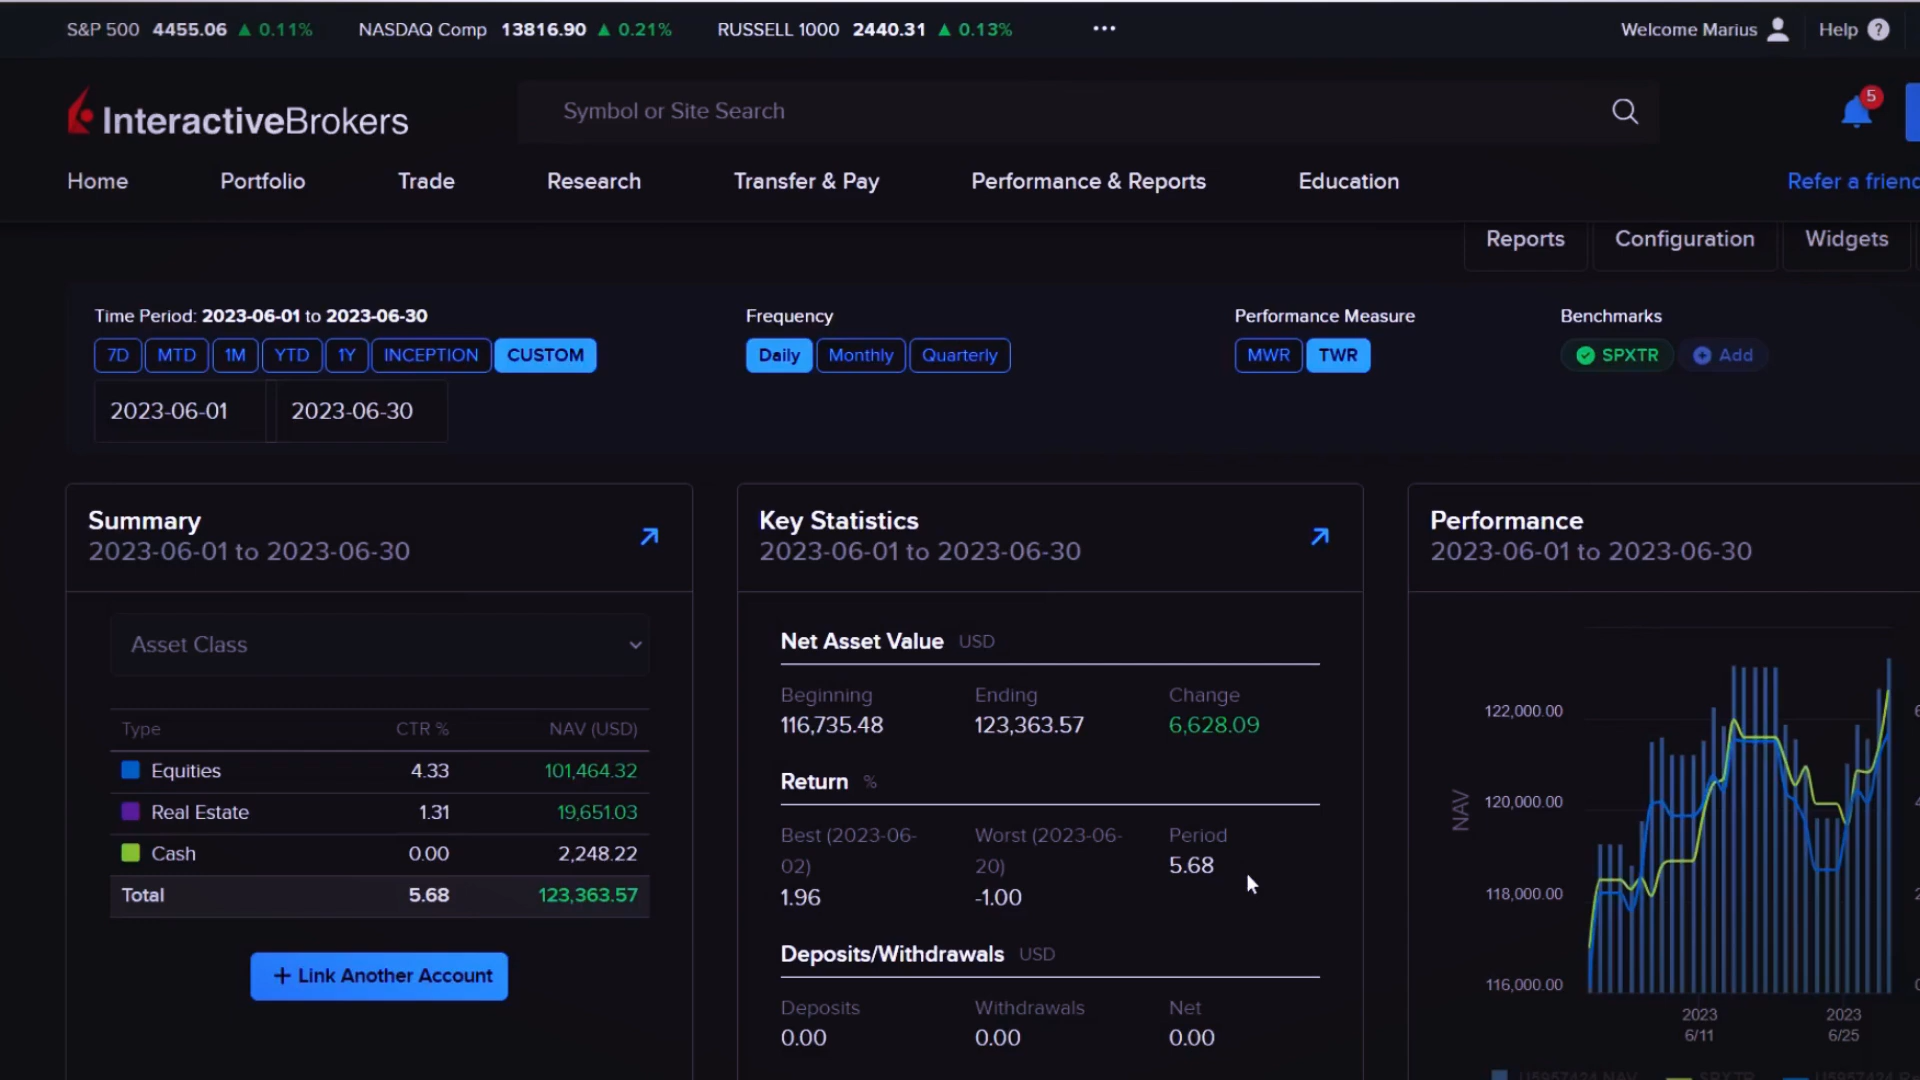 S&P 500 4455.06 ▲ 0.11% NASDAQ Comp 13816.90 ▲ 0.21% RUSSELL 1000 2440.31 ▲ 0.13% ••• Welcome Marius Help ?
InteractiveBrokers Symbol or Site Search 5
Home Portfolio Trade Research Transfer & Pay Performance & Reports Education Refer a friend
Reports Configuration Widgets
Time Period: 2023-06-01 to 2023-06-30 Frequency Performance Measure Benchmarks
7D MTD 1M YTD 1Y INCEPTION CUSTOM Daily Monthly Quarterly MWR TWR SPXTR Add
2023-06-01 2023-06-30
Summary
2023-06-01 to 2023-06-30
Asset Class
Type CTR % NAV (USD)
Equities 4.33 101,464.32
Real Estate 1.31 19,651.03
Cash 0.00 2,248.22
Total 5.68 123,363.57
+ Link Another Account
Key Statistics
2023-06-01 to 2023-06-30
Net Asset Value USD
Beginning Ending Change
116,735.48 123,363.57 6,628.09
Return %
Best (2023-06- Worst (2023-06- Period
02) 20) 5.68
1.96 -1.00
Deposits/Withdrawals USD
Deposits Withdrawals Net
0.00 0.00 0.00
Performance
2023-06-01 to 2023-06-30
NAV
122,000.00
120,000.00
118,000.00
116,000.00
2023 2023
6/11 6/25